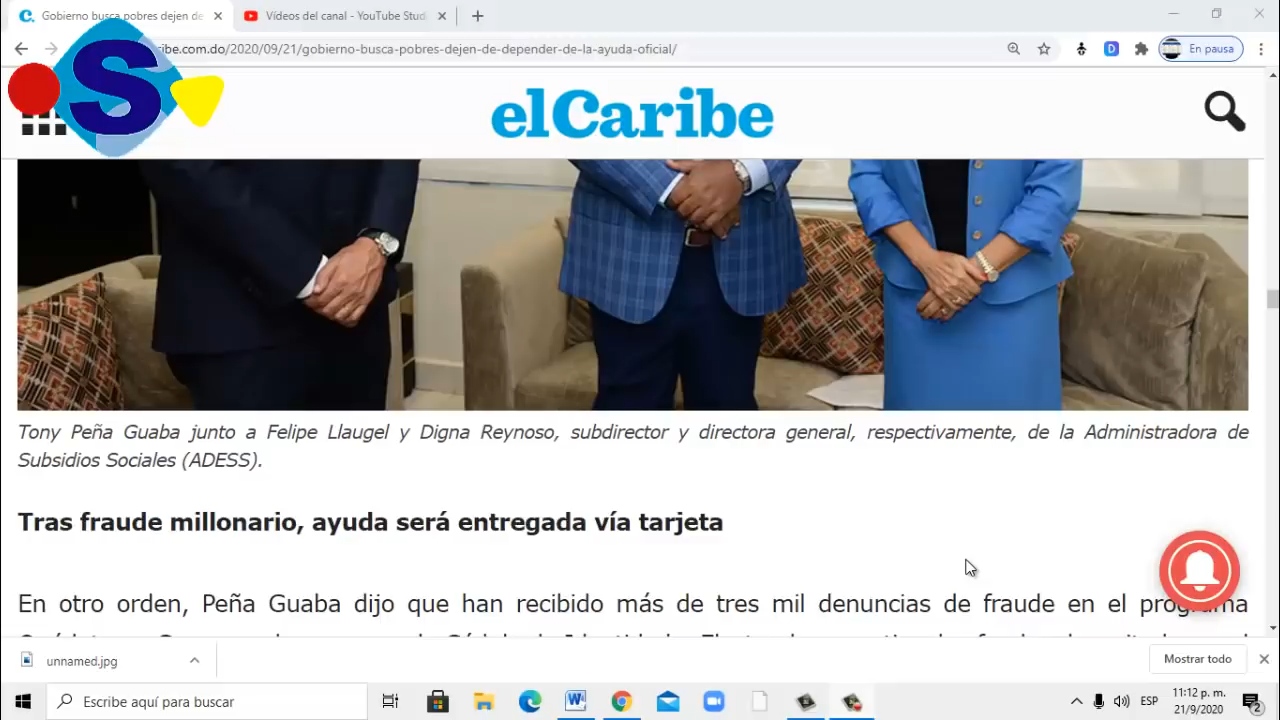 Gobierno busca pobres dejen de
Vídeos del canal - YouTube Stud
ibe.com.do/2020/09/21/gobierno-busca-pobres-dejen-de-depender-de-la-ayuda-oficial/
En pausa
S
elCaribe
Tony Peña Guaba junto a Felipe Llaugel y Digna Reynoso, subdirector y directora general, respectivamente, de la Administradora de
Subsidios Sociales (ADESS).
Tras fraude millonario, ayuda será entregada vía tarjeta
En otro orden, Peña Guaba dijo que han recibido más de tres mil denuncias de fraude en el programa
unnamed.jpg
Mostrar todo
Escribe aquí para buscar
ESP
11:12 p. m.
21/9/2020
2